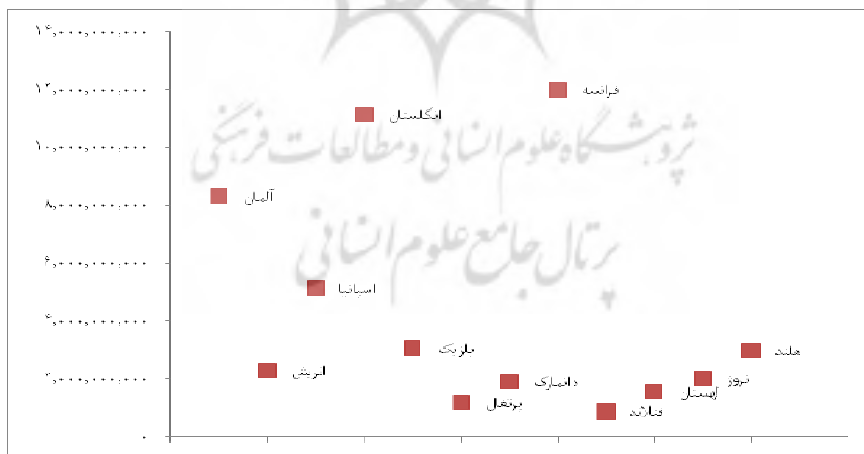 ۱۴,۰۰۰,۰۰۰,۰۰۰
۱۲,۰۰۰,۰۰۰,۰۰۰
فرانسه
انگلستان
پژوهشگاه علوم انسانی و مطالعات فرهنگی
۱۰,۰۰۰,۰۰۰,۰۰۰
۸,۰۰۰,۰۰۰,۰۰۰
آلمان
پرتال جامع علوم انسانی
۶,۰۰۰,۰۰۰,۰۰۰
اسپانیا
۴,۰۰۰,۰۰۰,۰۰۰
بلژیک
هلند
اتریش
۲,۰۰۰,۰۰۰,۰۰۰
نروژ
دانمارک
لهستان
پرتغال
فنلاند
۰